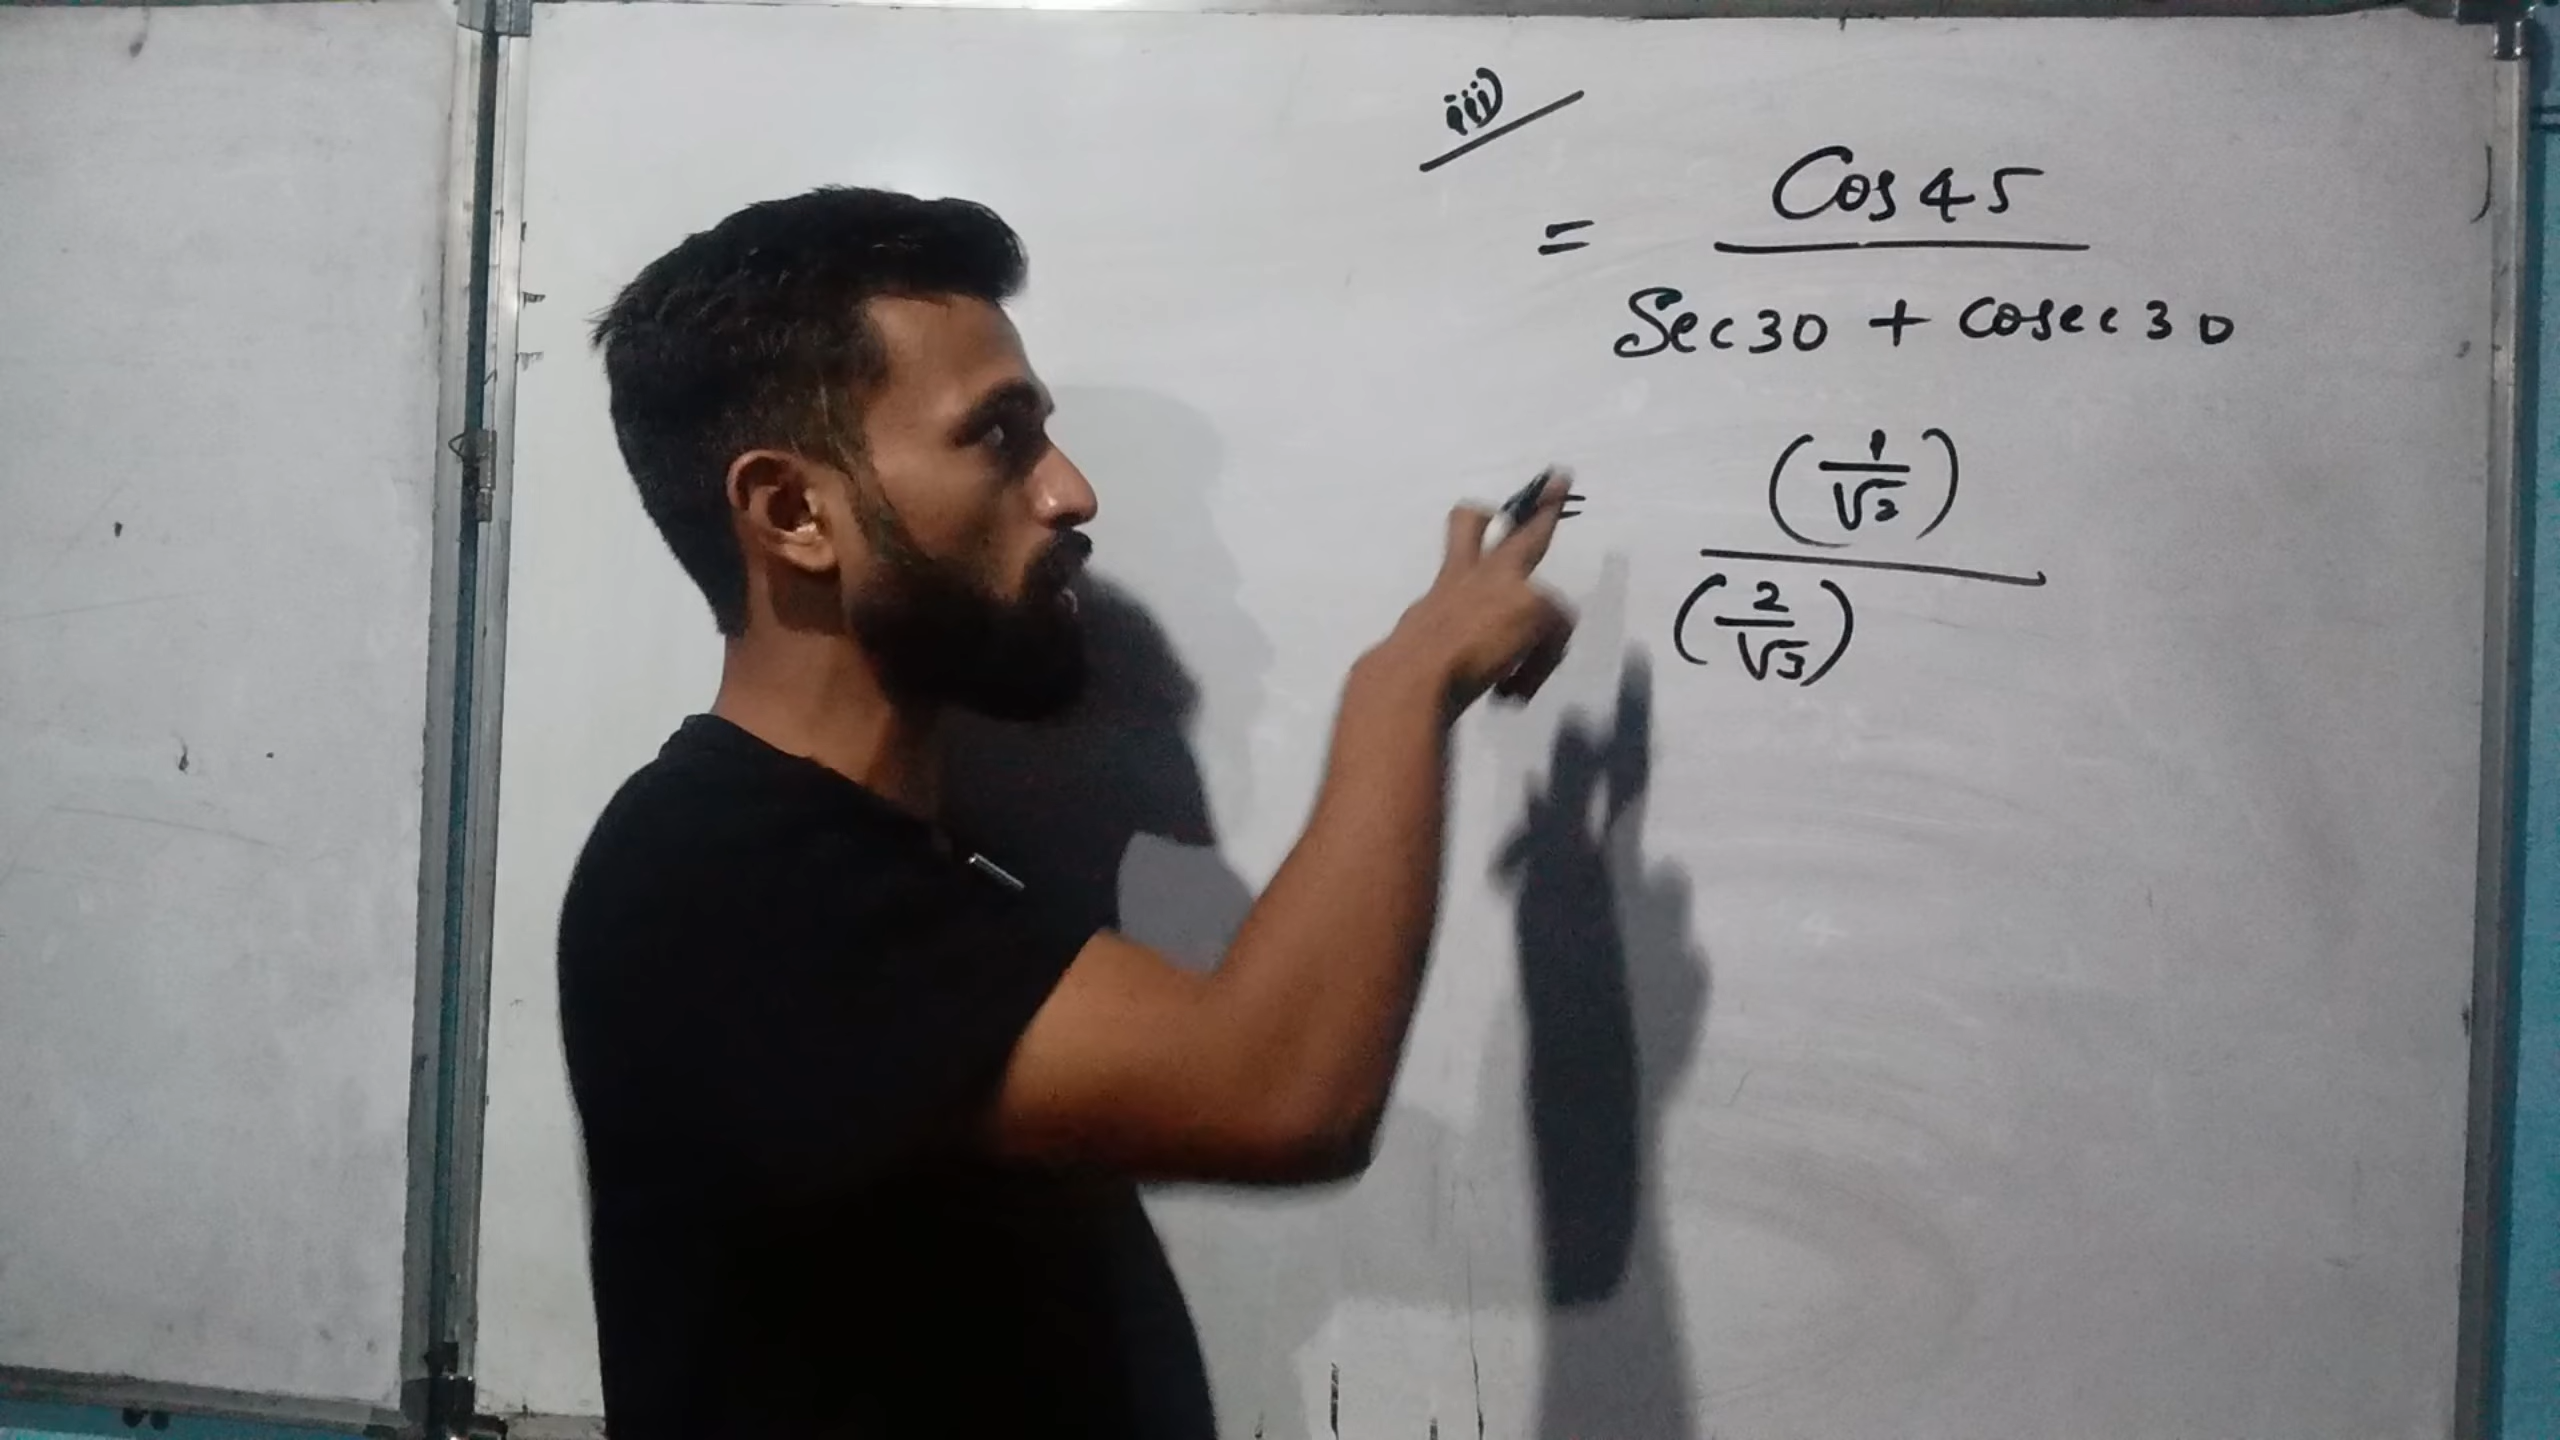 iii)
= Cos 45
Sec 30 + cosec 30
= (1/√2)
(2/√3)